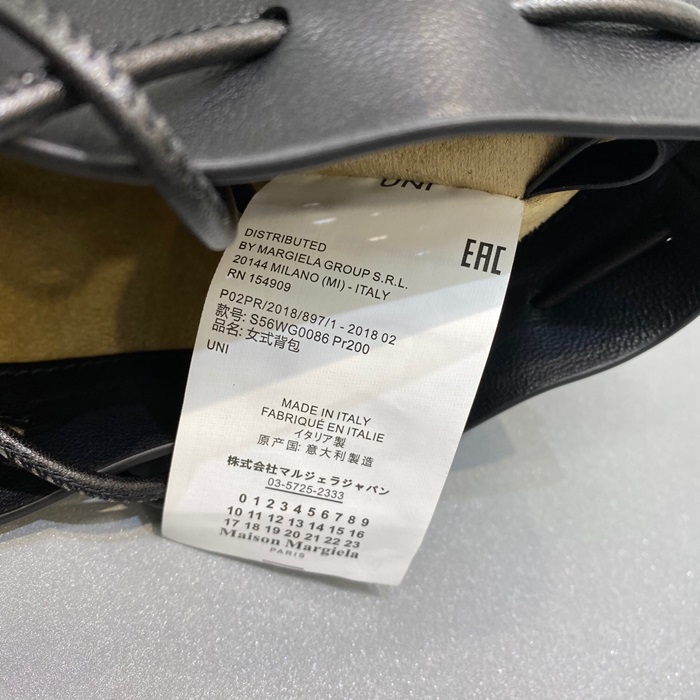 UNI
DISTRIBUTED
BY MARGIELA GROUP S.R.L.
20144 MILANO (MI) - ITALY
RN 154909
EAC
P02PR/2018/897/1 - 2018 02
款号: S56WG0086 Pr200
品名: 女式背包
UNI
MADE IN ITALY
FABRIQUÉ EN ITALIE
イタリア製
原产国: 意大利製造
株式会社マルジェラジャパン
03-5725-2333
0 1 2 3 4 5 6 7 8 9
10 11 12 13 14 15 16
17 18 19 20 21 22 23
Maison Margiela
PARIS